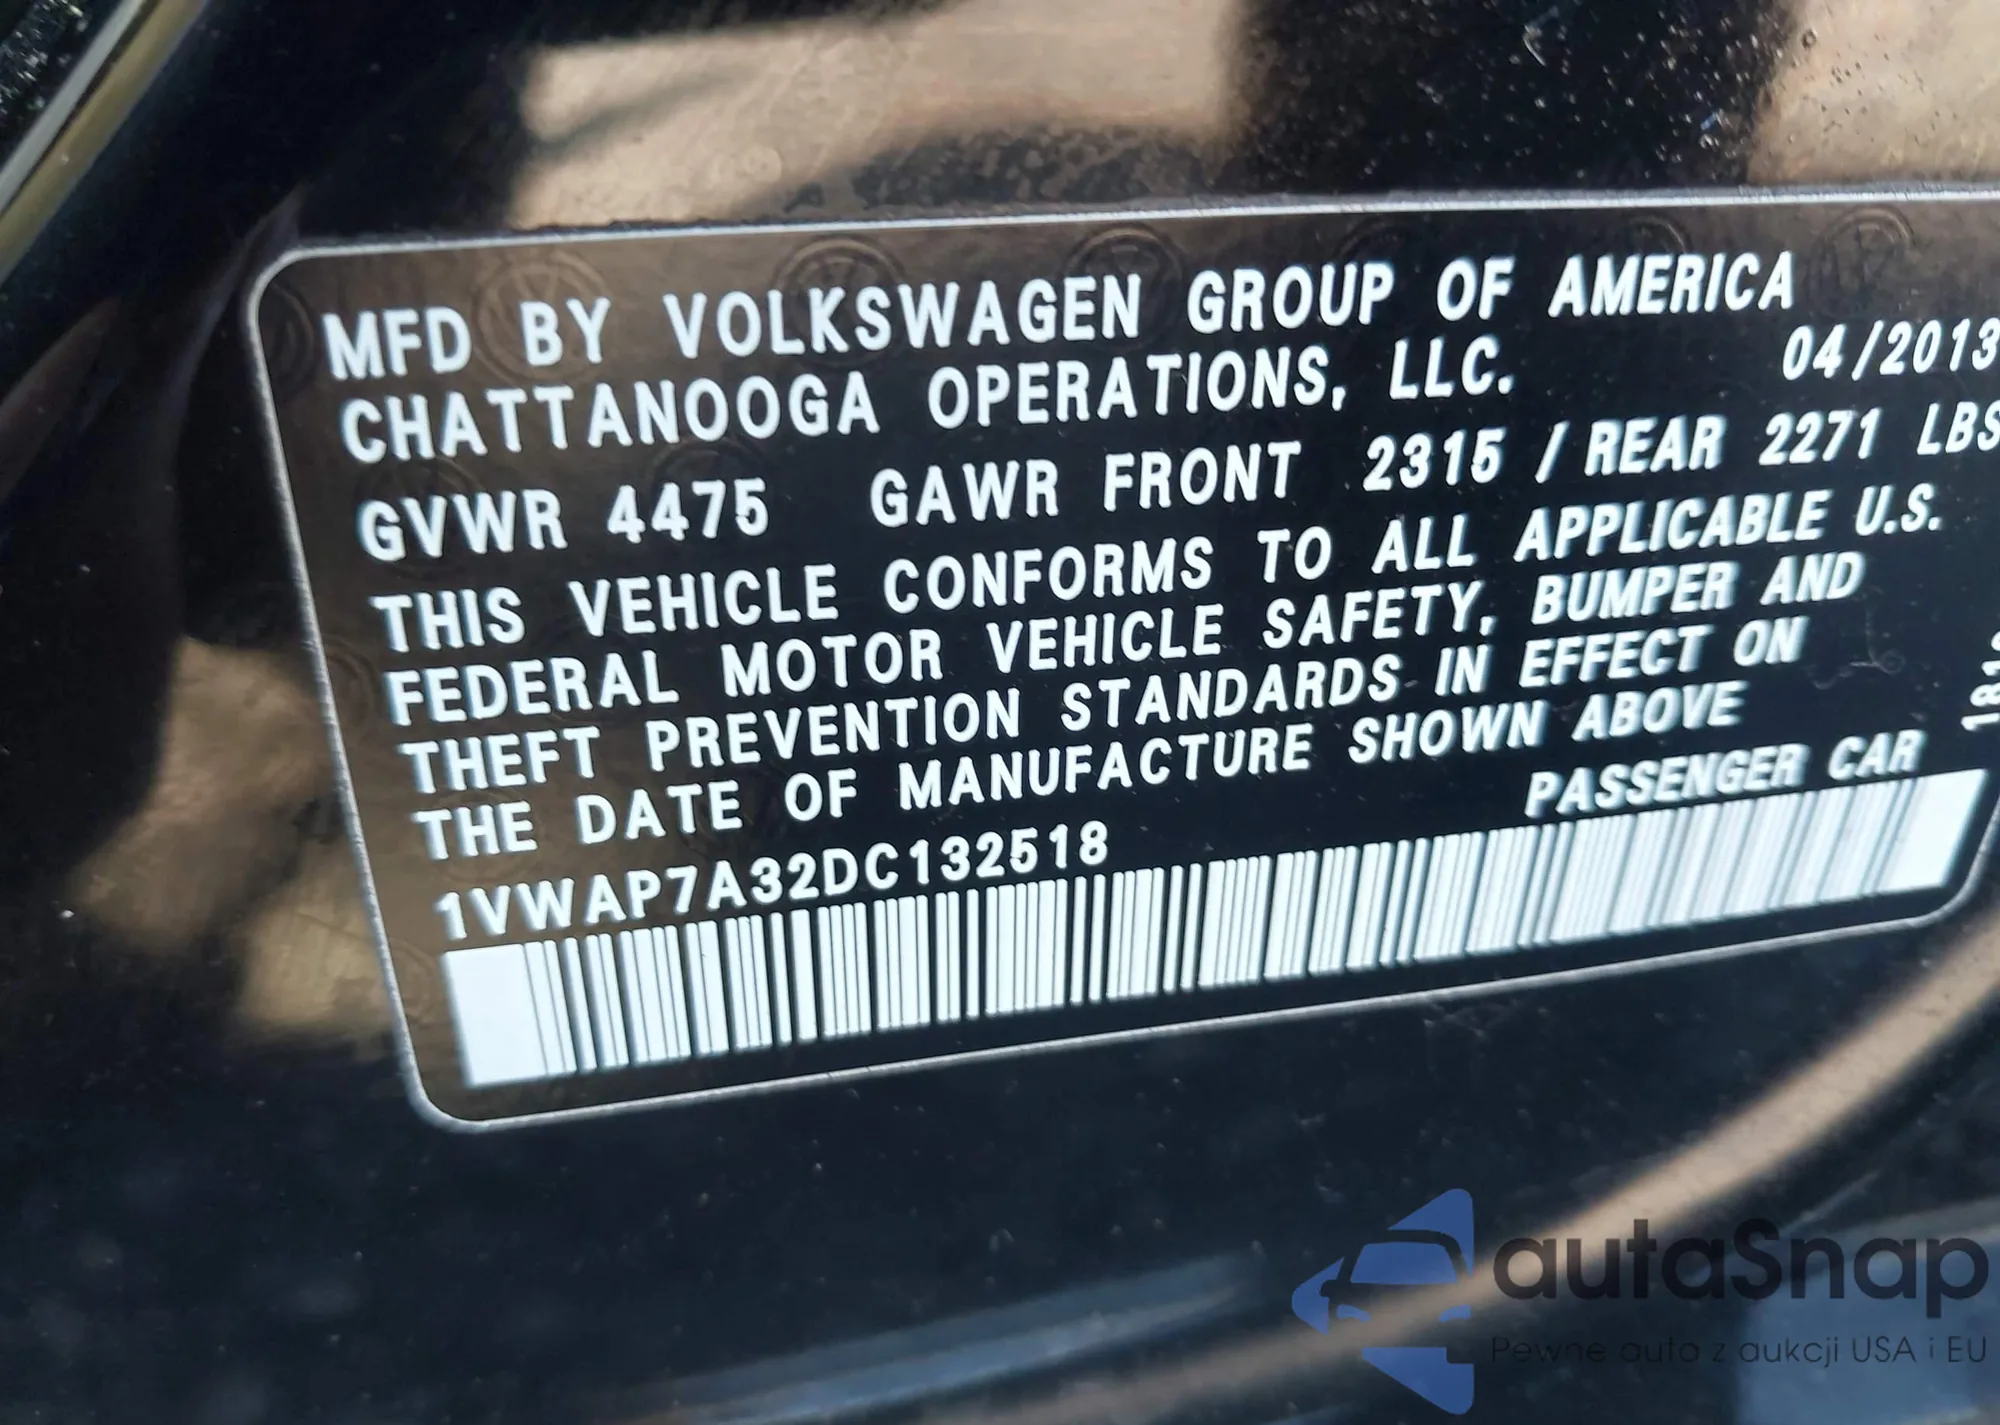 MFD BY VOLKSWAGEN GROUP OF AMERICA
CHATTANOOGA OPERATIONS, LLC. 04/2013
GVWR 4475 GAWR FRONT 2315 / REAR 2271 LBS
THIS VEHICLE CONFORMS TO ALL APPLICABLE U.S.
FEDERAL MOTOR VEHICLE SAFETY, BUMPER AND
THEFT PREVENTION STANDARDS IN EFFECT ON
THE DATE OF MANUFACTURE SHOWN ABOVE
PASSENGER CAR
1VWAP7A32DC132518
autaSnap
Pewne auto z aukcji USA i EU